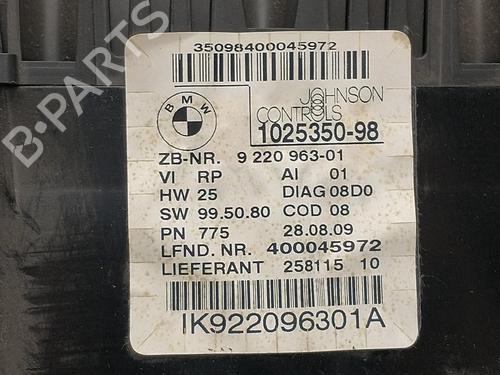 35098400045972
BMW
JOHNSON
CONTROLS
1025350-98
ZB-NR. 9 220 963-01
VI RP AI 01
HW 25 DIAG 08D0
SW 99.50.80 COD 08
PN 775 28.08.09
LFND. NR. 400045972
LIEFERANT 258115 10
IK922096301A
B-PARTS